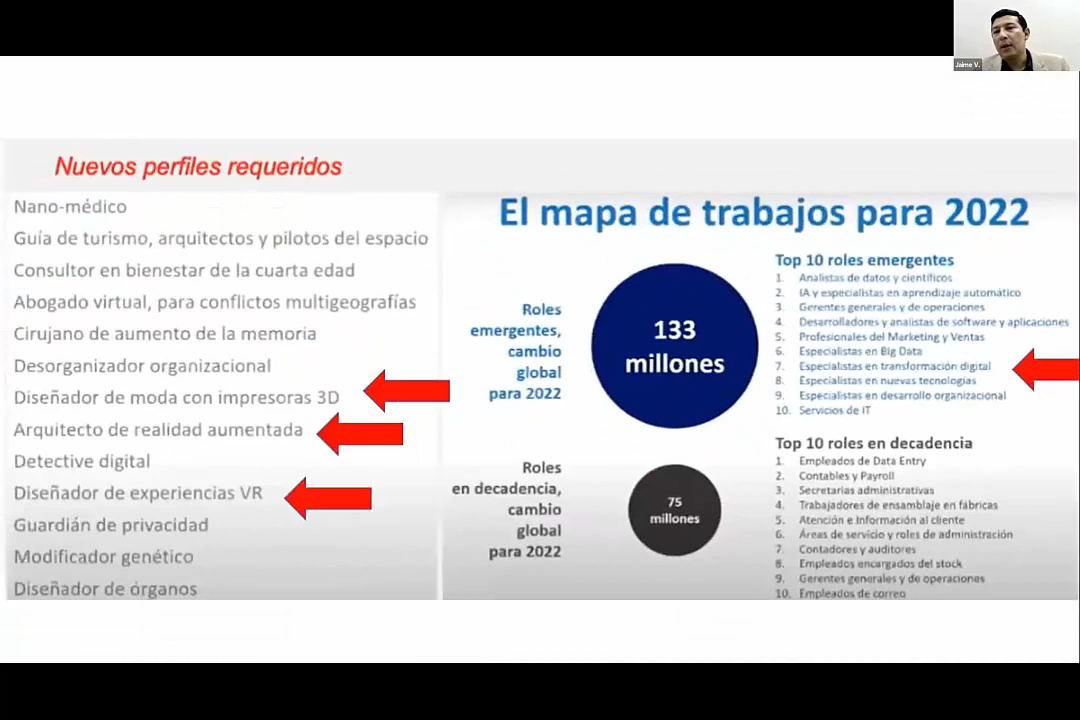 Jaime V.
Nuevos perfiles requeridos
Nano-médico
Guía de turismo, arquitectos y pilotos del espacio
Consultor en bienestar de la cuarta edad
Abogado virtual, para conflictos multigeografías
Cirujano de aumento de la memoria
Desorganizador organizacional
Diseñador de moda con impresoras 3D
Arquitecto de realidad aumentada
Detective digital
Diseñador de experiencias VR
Guardián de privacidad
Modificador genético
Diseñador de órganos
El mapa de trabajos para 2022
Roles
emergentes,
cambio
global
para 2022
133
millones
Top 10 roles emergentes
1. Analistas de datos y científicos
2. IA y especialistas en aprendizaje automático
3. Gerentes generales y de operaciones
4. Desarrolladores y analistas de software y aplicaciones
5. Profesionales del Marketing y Ventas
6. Especialistas en Big Data
7. Especialistas en transformación digital
8. Especialistas en nuevas tecnologías
9. Especialistas en desarrollo organizacional
10. Servicios de IT
Roles
en decadencia,
cambio
global
para 2022
75
millones
Top 10 roles en decadencia
1. Empleados de Data Entry
2. Contables y Payroll
3. Secretarias administrativas
4. Trabajadores de ensamblaje en fábricas
5. Atención e Información al cliente
6. Áreas de servicio y roles de administración
7. Contadores y auditores
8. Empleados encargados del stock
9. Gerentes generales y de operaciones
10. Empleados de correo